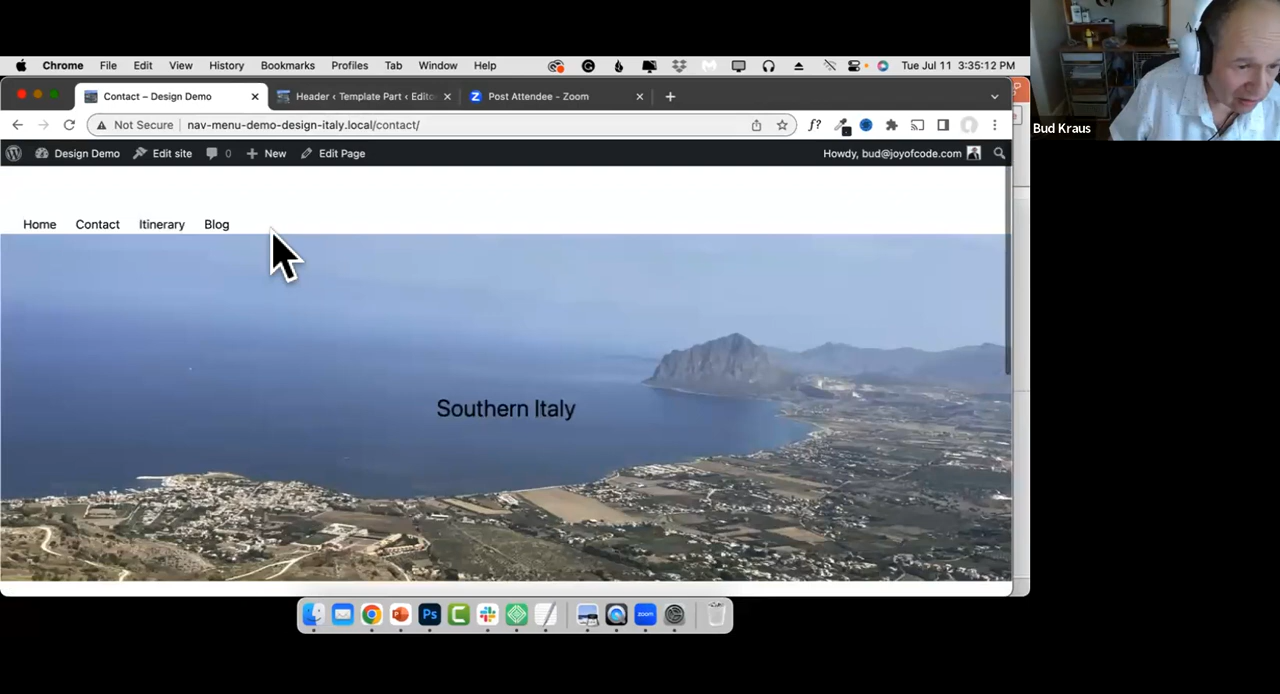 Chrome File Edit View History Bookmarks Profiles Tab Window Help Tue Jul 11 3:35:12 PM
Contact – Design Demo Header ‹ Template Part ‹ Edito Post Attendee - Zoom
Not Secure nav-menu-demo-design-italy.local/contact/ f?
Design Demo Edit site 0 New Edit Page Howdy, bud@joyofcode.com
Bud Kraus
Home Contact Itinerary Blog
Southern Italy
Ps zoom